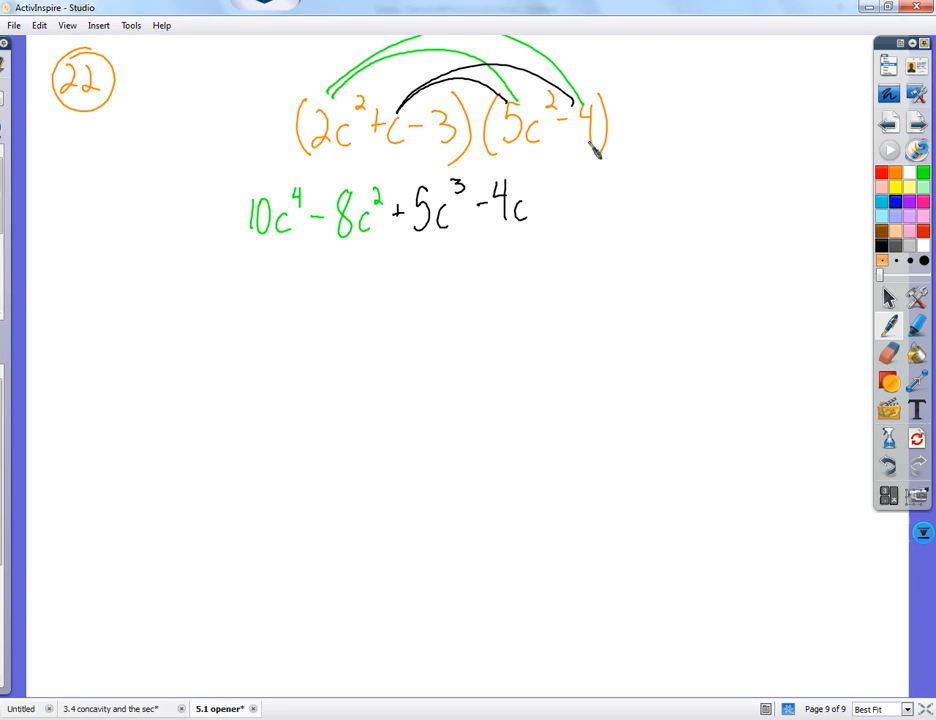 ActivInspire - Studio
File Edit View Insert Tools Help
22
(2c² + c - 3)(5c² - 4)
10c⁴ - 8c² + 5c³ - 4c
T
Untitled 3.4 concavity and the sec* 5.1 opener* Page 9 of 9 Best Fit